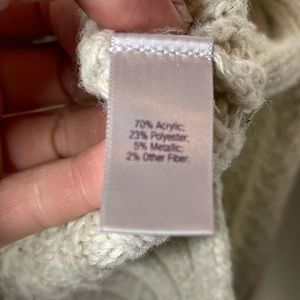 70% Acrylic;
23% Polyester;
5% Metallic;
2% Other Fiber;